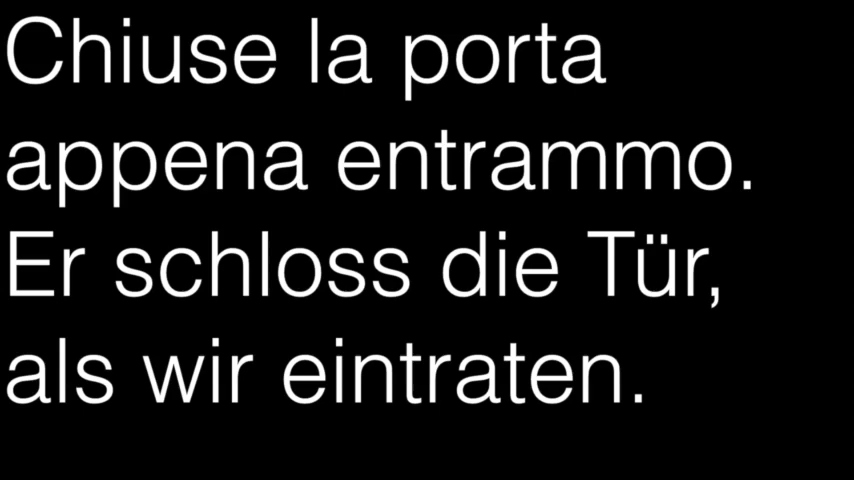 Chiuse la porta
appena entrammo.
Er schloss die Tür,
als wir eintraten.